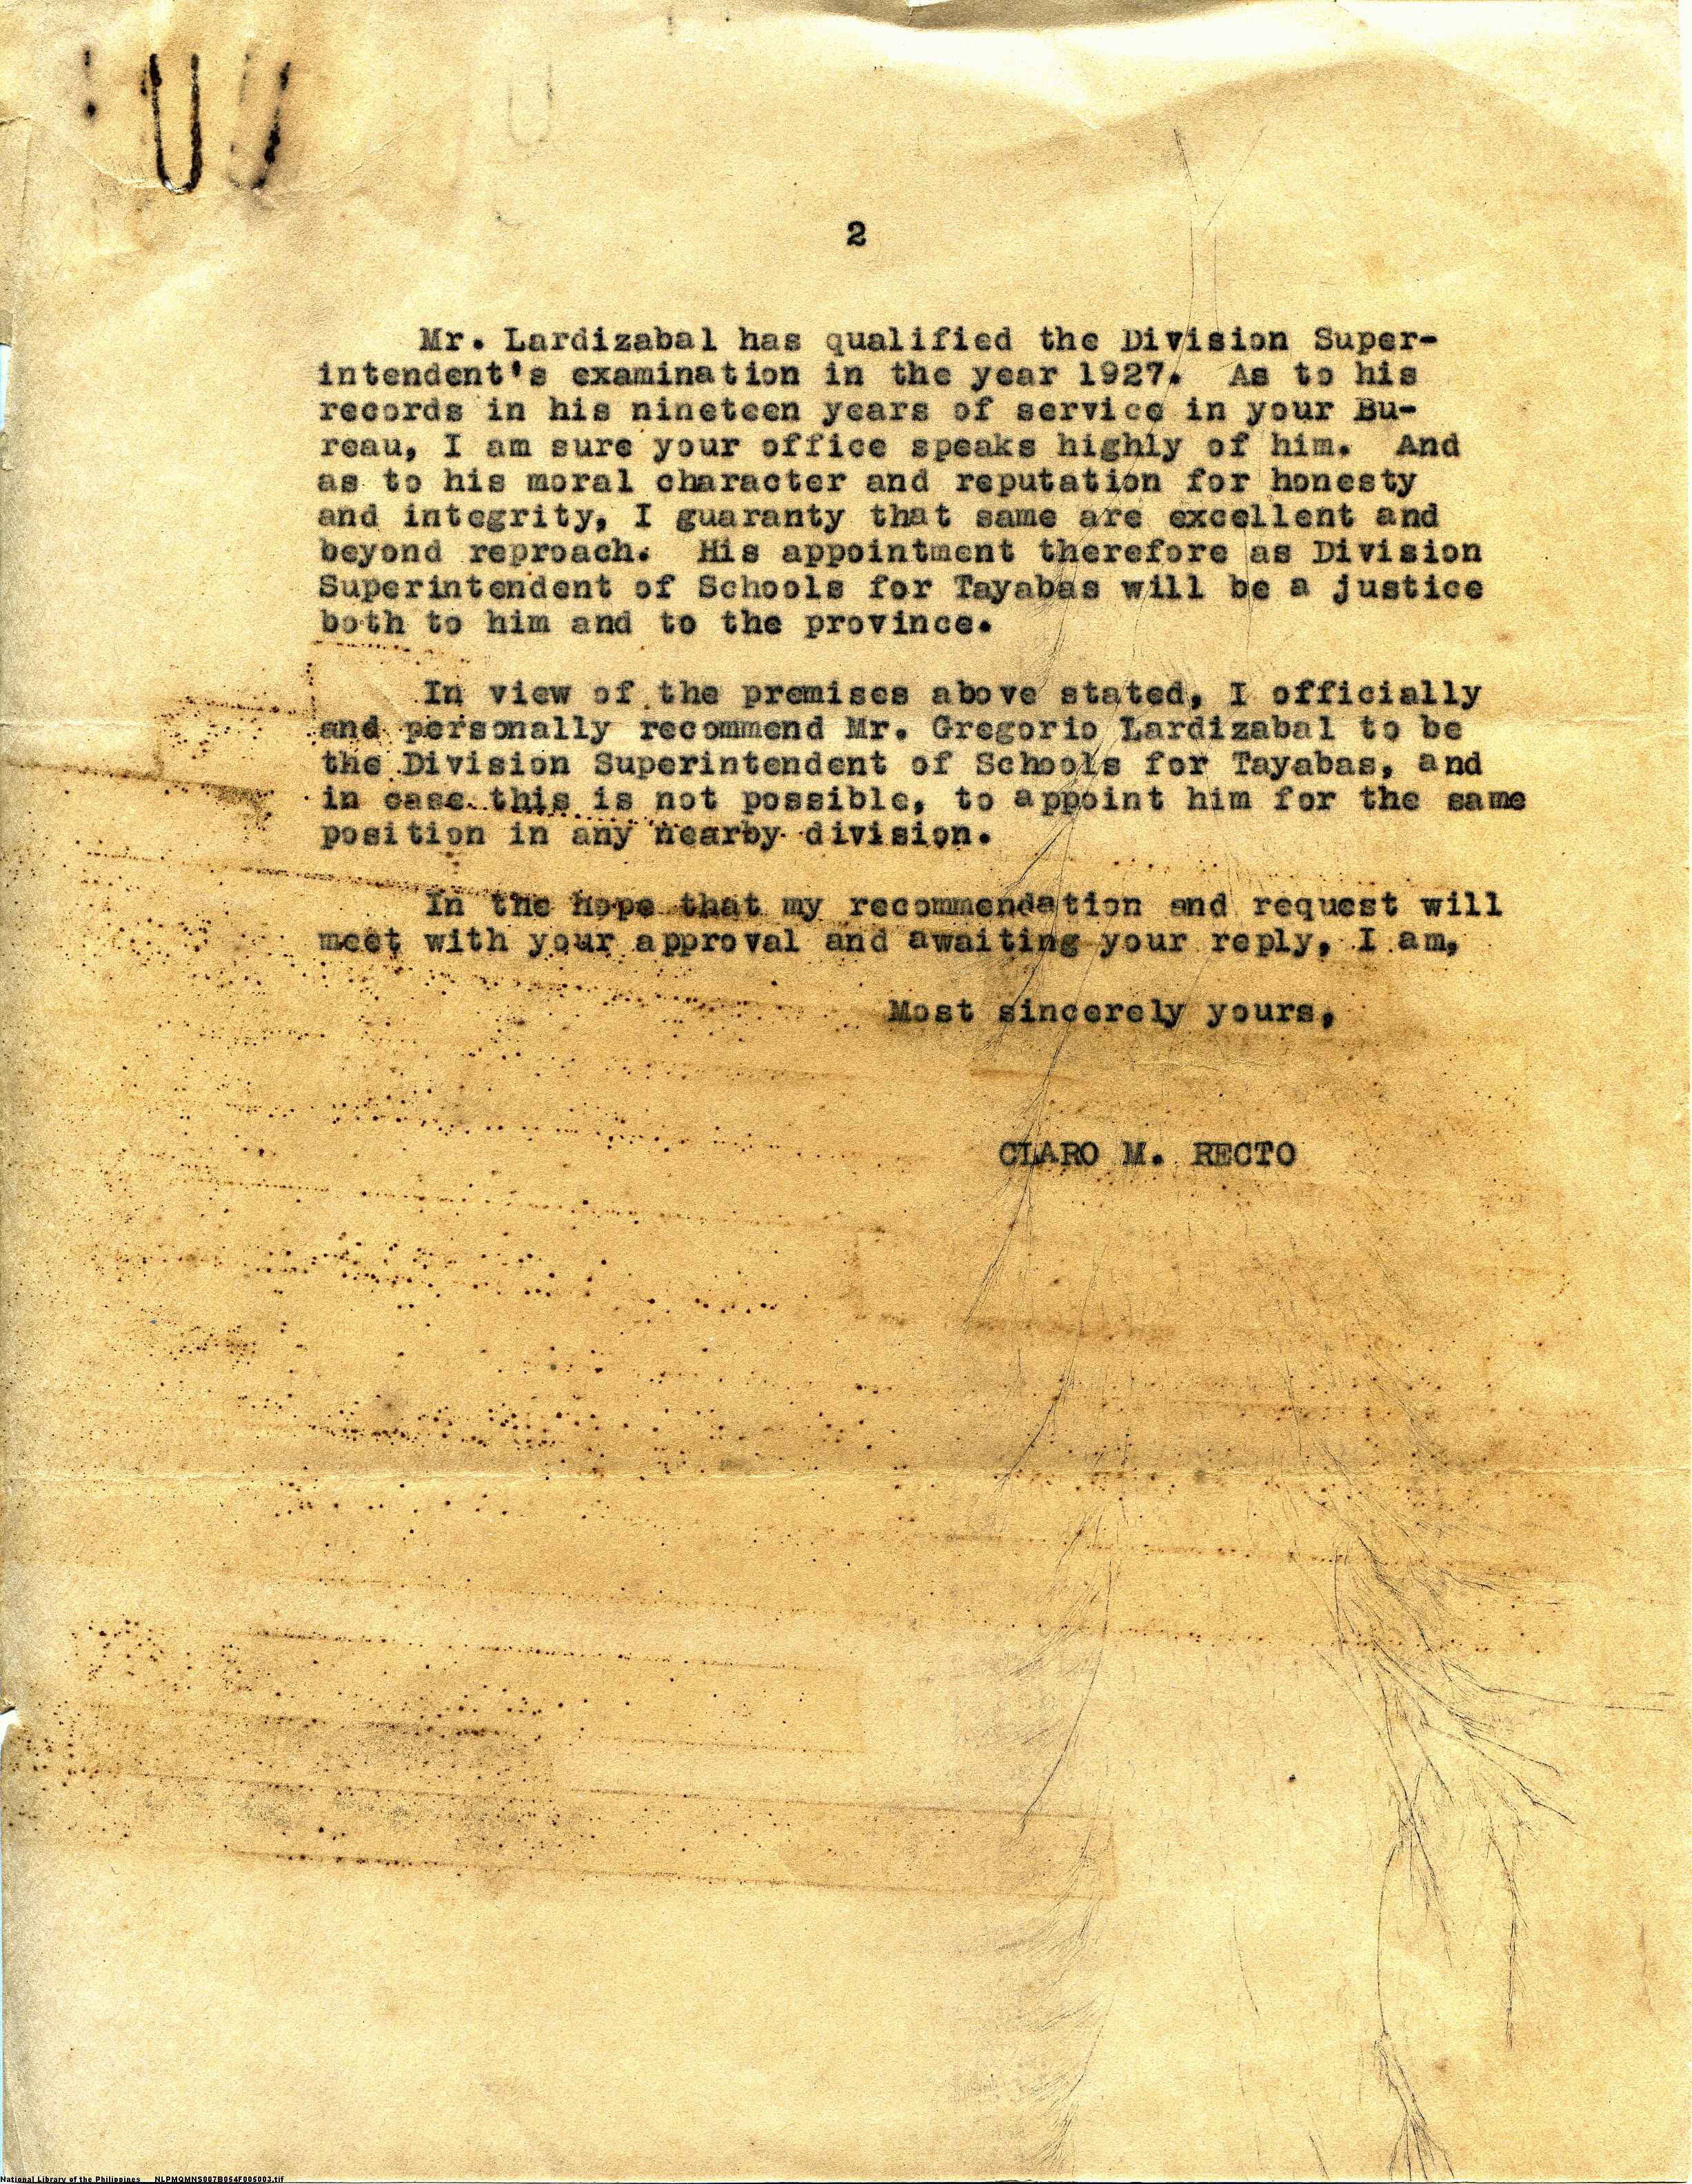 2
Mr. Lardizabal has qualified the Division Super-
intendent's examination in the year 1927. As to his
records in his nineteen years of service in your Bu-
reau, I am sure your office speaks highly of him. And
as to his moral character and reputation for honesty
and integrity, I guaranty that same are excellent and
beyond reproach. His appointment therefore as Division
Superintendent of Schools for Tayabas will be a justice
both to him and to the province.
In view of the premises above stated, I officially
and personally recommend Mr. Gregorio Lardizabal to be
the Division Superintendent of Schools for Tayabas, and
in case this is not possible, to appoint him for the same
position in any nearby division.
In the hope that my recommendation and request will
meet with your approval and awaiting your reply, I am,
Most sincerely yours,
CLARO M. RECTO
National Library of the Philippines NLPMQMNS007B054F005003.tif